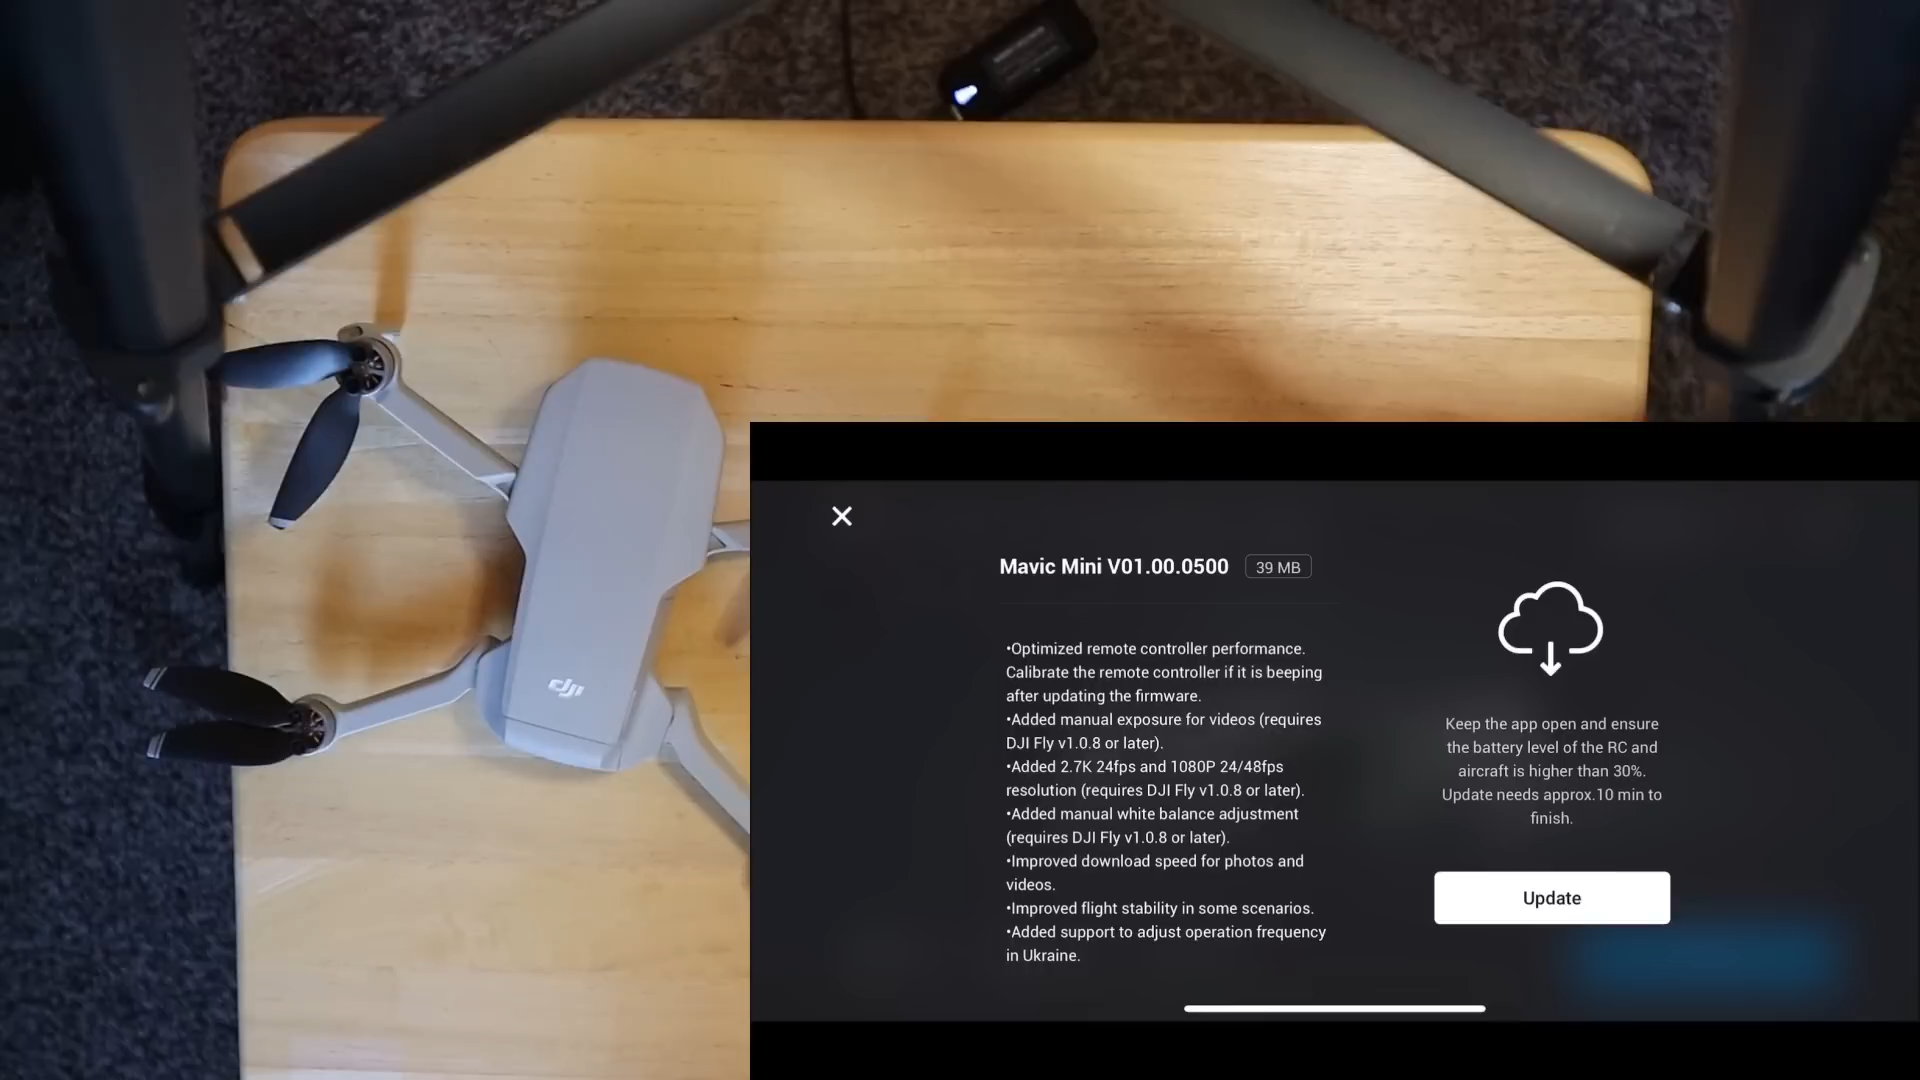 dji
Mavic Mini V01.00.0500 39 MB
•Optimized remote controller performance.
Calibrate the remote controller if it is beeping
after updating the firmware.
•Added manual exposure for videos (requires
DJI Fly v1.0.8 or later).
•Added 2.7K 24fps and 1080P 24/48fps
resolution (requires DJI Fly v1.0.8 or later).
•Added manual white balance adjustment
(requires DJI Fly v1.0.8 or later).
•Improved download speed for photos and
videos.
•Improved flight stability in some scenarios.
•Added support to adjust operation frequency
in Ukraine.
Keep the app open and ensure
the battery level of the RC and
aircraft is higher than 30%.
Update needs approx.10 min to
finish.
Update